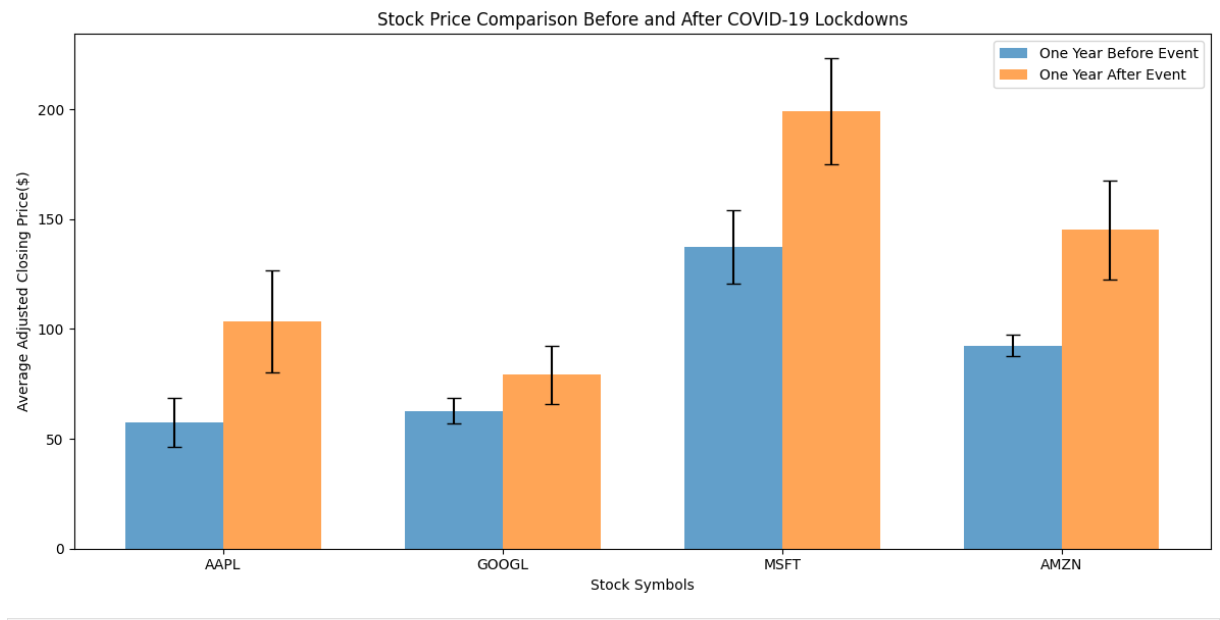 Stock Price Comparison Before and After COVID-19 Lockdowns
One Year Before Event
One Year After Event
Average Adjusted Closing Price($)
200
150
100
50
0
AAPL GOOGL MSFT AMZN
Stock Symbols